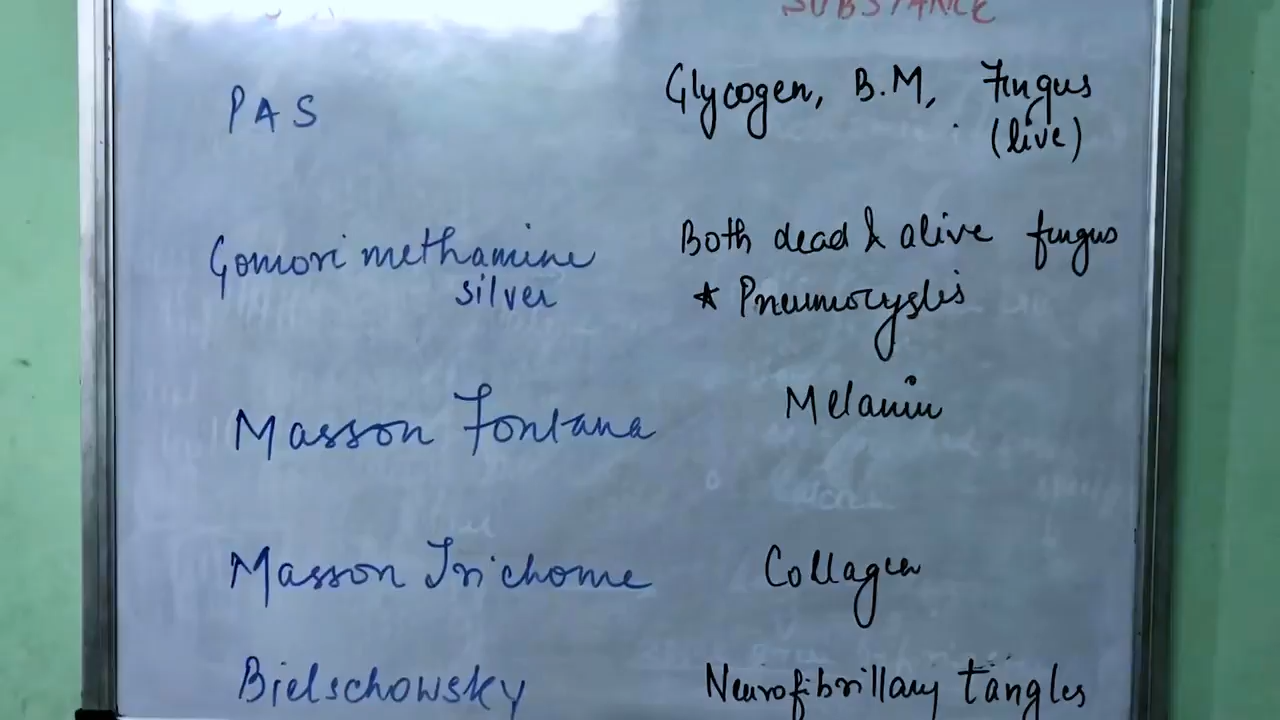 SUBSTANCE
PAS Glycogen, B.M, Fungus
(live)
Gomori methamine Both dead & alive fungus
silver * Pneumocystis
Masson Fontana Melanin
Masson Trichome Collagen
Bielschowsky Neurofibrillary tangles